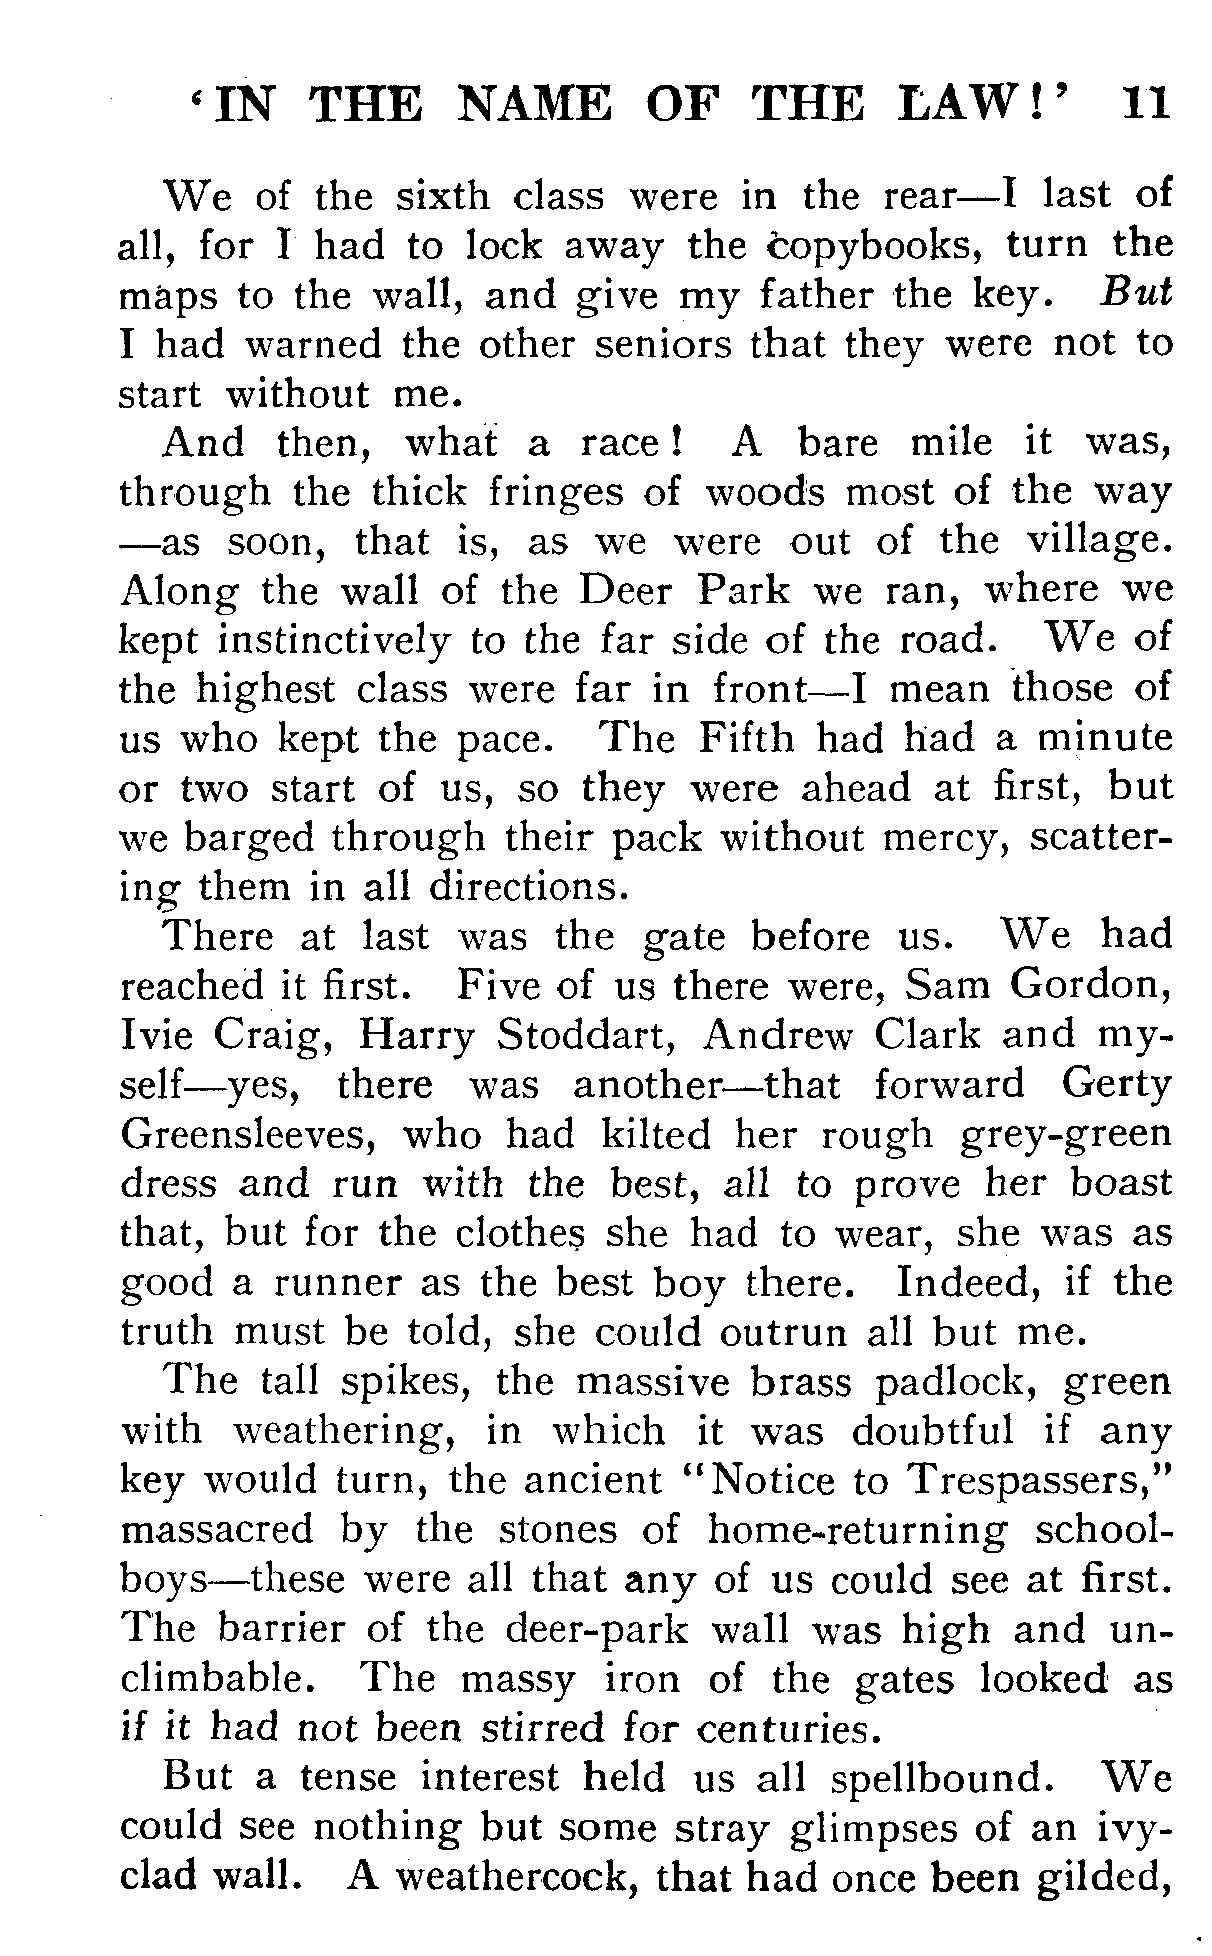 ‘IN THE NAME OF THE LAW!’ 11
We of the sixth class were in the rear—I last of
all, for I had to lock away the copybooks, turn the
maps to the wall, and give my father the key. But
I had warned the other seniors that they were not to
start without me.
And then, what a race! A bare mile it was,
through the thick fringes of woods most of the way
—as soon, that is, as we were out of the village.
Along the wall of the Deer Park we ran, where we
kept instinctively to the far side of the road. We of
the highest class were far in front—I mean those of
us who kept the pace. The Fifth had had a minute
or two start of us, so they were ahead at first, but
we barged through their pack without mercy, scatter-
ing them in all directions.
There at last was the gate before us. We had
reached it first. Five of us there were, Sam Gordon,
Ivie Craig, Harry Stoddart, Andrew Clark and my-
self—yes, there was another—that forward Gerty
Greensleeves, who had kilted her rough grey-green
dress and run with the best, all to prove her boast
that, but for the clothes she had to wear, she was as
good a runner as the best boy there. Indeed, if the
truth must be told, she could outrun all but me.
The tall spikes, the massive brass padlock, green
with weathering, in which it was doubtful if any
key would turn, the ancient “Notice to Trespassers,”
massacred by the stones of home-returning school-
boys—these were all that any of us could see at first.
The barrier of the deer-park wall was high and un-
climbable. The massy iron of the gates looked as
if it had not been stirred for centuries.
But a tense interest held us all spellbound. We
could see nothing but some stray glimpses of an ivy-
clad wall. A weathercock, that had once been gilded,